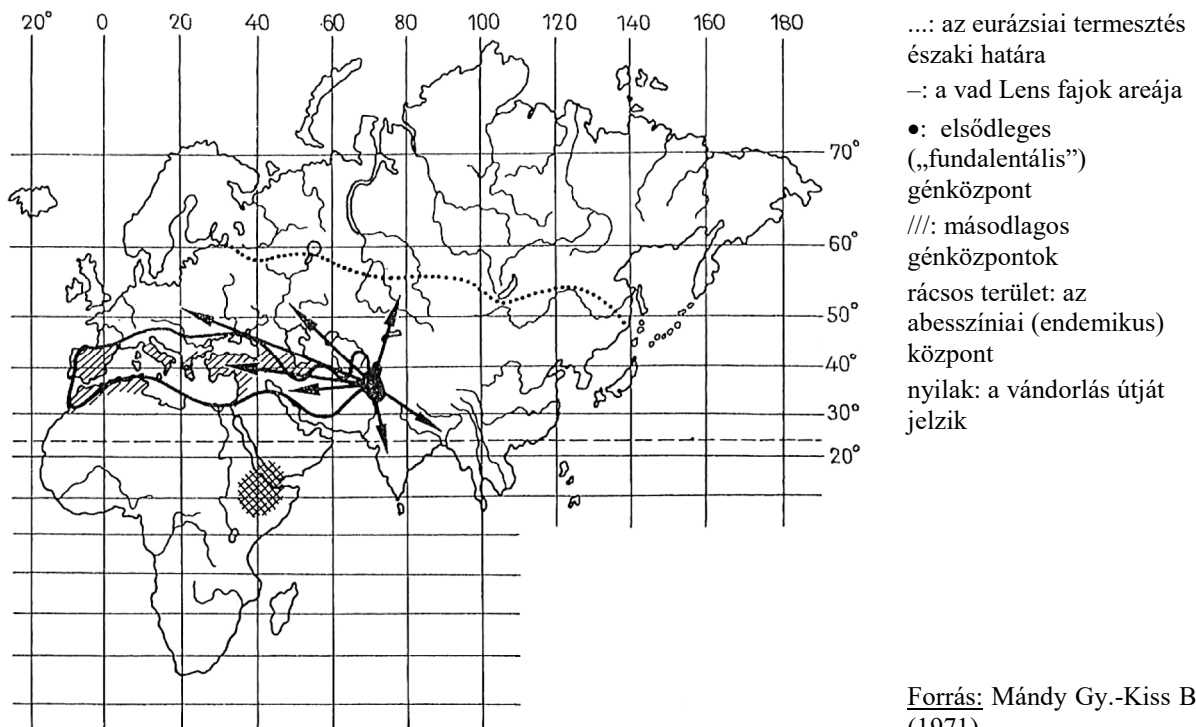 20° 0 20 40 60 80 100 120 140 160 180
70°
60°
50°
40°
30°
20°
...: az eurázsiai termesztés
északi határa
–: a vad Lens fajok areája
●: elsődleges
(„fundalentális”)
génközpont
///: másodlagos
génközpontok
rácsos terület: az
abesszíniai (endemikus)
központ
nyilak: a vándorlás útját
jelzik
Forrás: Mándy Gy.-Kiss B
(1971)